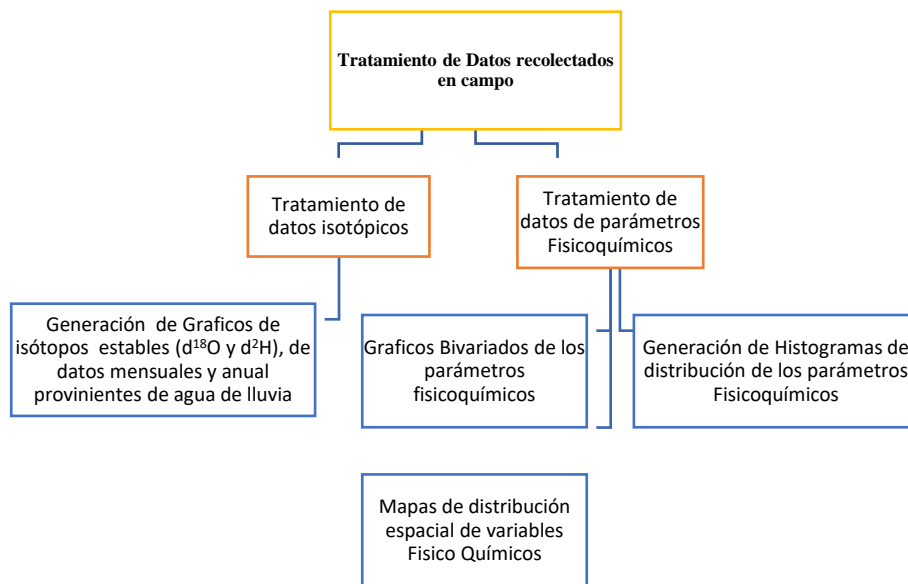 Tratamiento de Datos recolectados
en campo
Tratamiento de
datos isotópicos
Tratamiento de
datos de parámetros
Fisicoquímicos
Generación de Graficos de
isótopos estables (d¹⁸O y d²H), de
datos mensuales y anual
provinientes de agua de lluvia
Graficos Bivariados de los
parámetros
fisicoquímicos
Generación de Histogramas de
distribución de los parámetros
Fisicoquímicos
Mapas de distribución
espacial de variables
Fisico Químicos